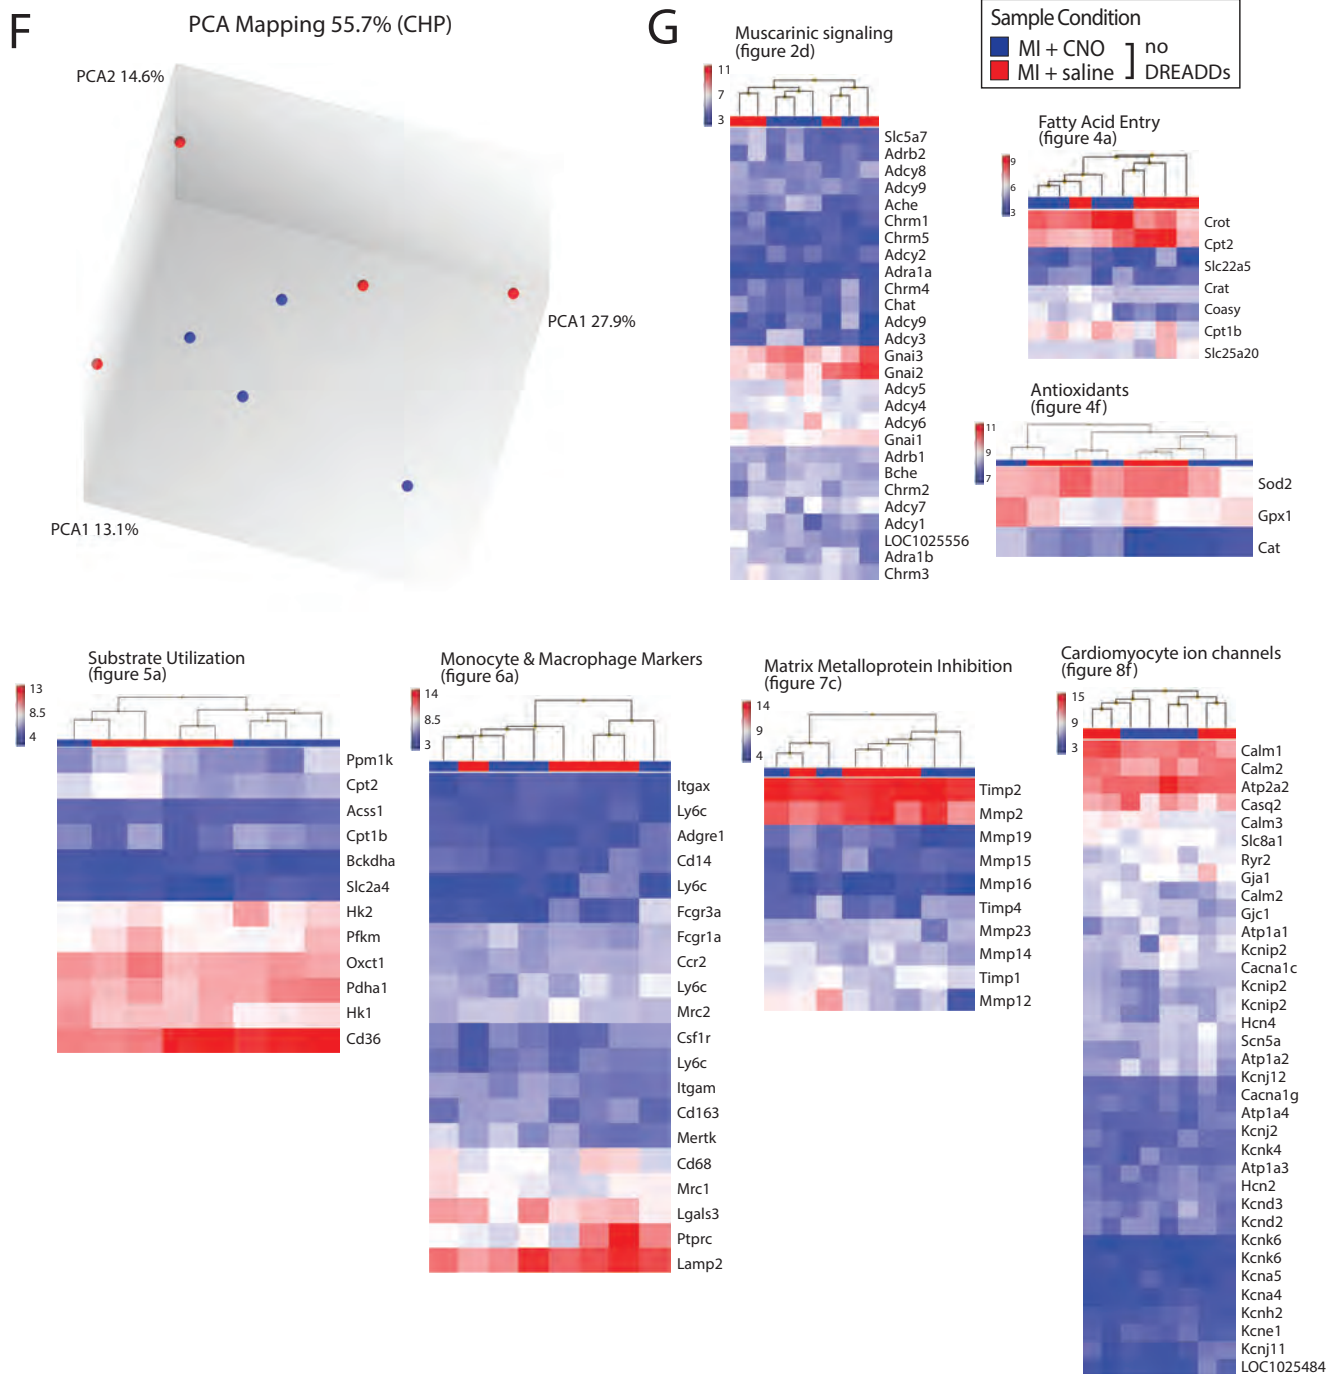 F
PCA Mapping 55.7% (CHP)
PCA2 14.6%
PCA1 27.9%
PCA1 13.1%
G
Muscarinic signaling
(figure 2d)
11
7
3
Slc5a7
Adrb2
Adcy8
Adcy9
Ache
Chrm1
Chrm5
Adcy2
Adra1a
Chrm4
Chat
Adcy9
Adcy3
Gnai3
Gnai2
Adcy5
Adcy4
Adcy6
Gnai1
Adrb1
Bche
Chrm2
Adcy7
Adcy1
LOC1025556
Adra1b
Chrm3
Sample Condition
MI + CNO
MI + saline
] no
DREADDs
Fatty Acid Entry
(figure 4a)
9
6
3
Crot
Cpt2
Slc22a5
Crat
Coasy
Cpt1b
Slc25a20
Antioxidants
(figure 4f)
11
9
7
Sod2
Gpx1
Cat
Substrate Utilization
(figure 5a)
13
8.5
4
Ppm1k
Cpt2
Acss1
Cpt1b
Bckdha
Slc2a4
Hk2
Pfkm
Oxct1
Pdha1
Hk1
Cd36
Monocyte & Macrophage Markers
(figure 6a)
14
8.5
3
Itgax
Ly6c
Adgre1
Cd14
Ly6c
Fcgr3a
Fcgr1a
Ccr2
Ly6c
Mrc2
Csf1r
Ly6c
Itgam
Cd163
Mertk
Cd68
Mrc1
Lgals3
Ptprc
Lamp2
Matrix Metalloprotein Inhibition
(figure 7c)
14
9
4
Timp2
Mmp2
Mmp19
Mmp15
Mmp16
Timp4
Mmp23
Mmp14
Timp1
Mmp12
Cardiomyocyte ion channels
(figure 8f)
15
9
3
Calm1
Calm2
Atp2a2
Casq2
Calm3
Slc8a1
Ryr2
Gja1
Calm2
Gjc1
Atp1a1
Kcnip2
Cacna1c
Kcnip2
Kcnip2
Hcn4
Scn5a
Atp1a2
Kcnj12
Cacna1g
Atp1a4
Kcnj2
Kcnk4
Atp1a3
Hcn2
Kcnd3
Kcnd2
Kcnk6
Kcnk6
Kcna5
Kcna4
Kcnh2
Kcne1
Kcnj11
LOC1025484